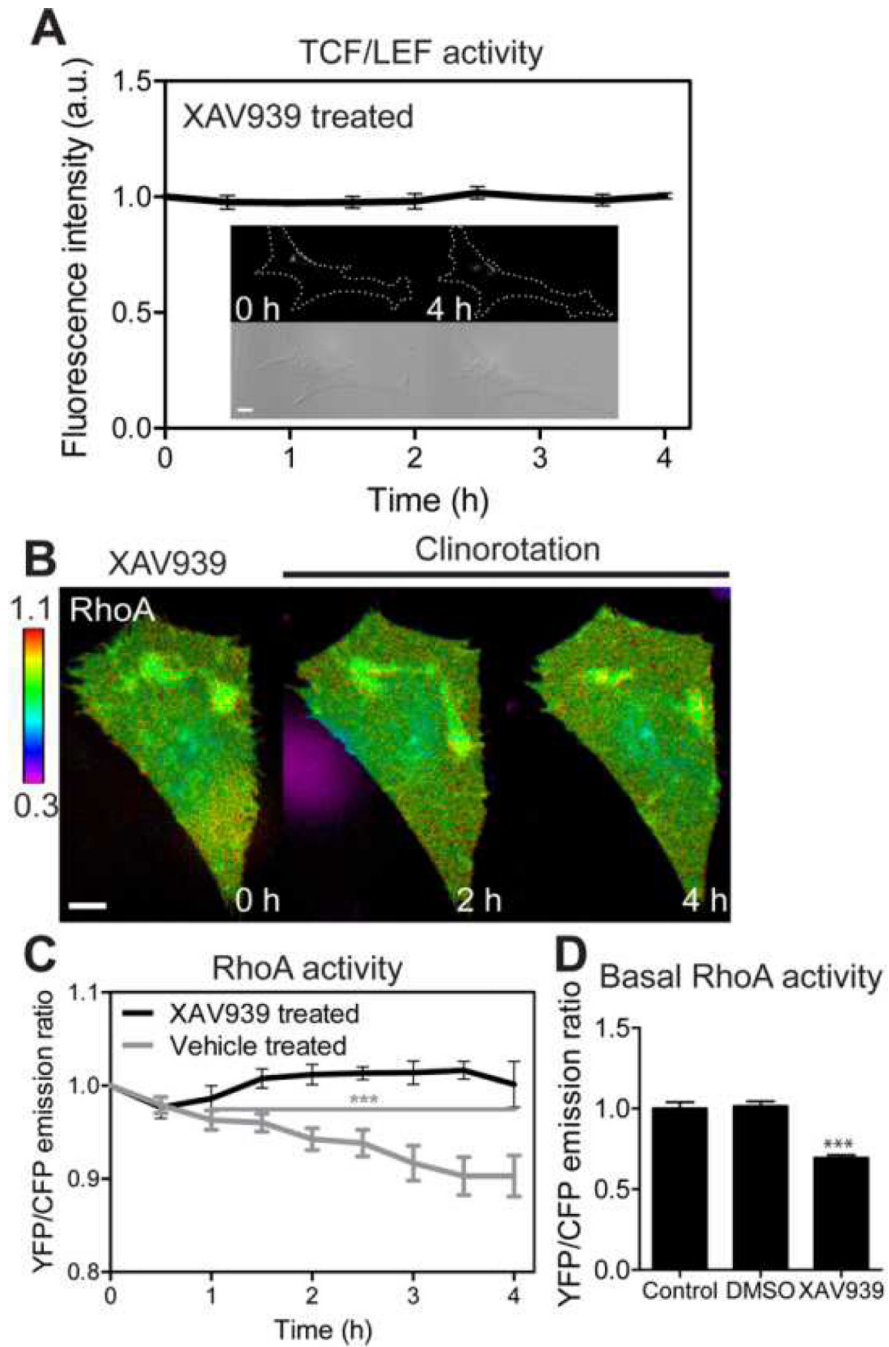 A
TCF/LEF activity
Fluorescence intensity (a.u.)
1.5
1.0
0.5
0.0
XAV939 treated
0 h
4 h
0
1
2
3
4
Time (h)
B
XAV939
Clinorotation
1.1
0.3
RhoA
0 h
2 h
4 h
C
RhoA activity
YFP/CFP emission ratio
1.1
1.0
0.9
0.8
XAV939 treated
Vehicle treated
***
0
1
2
3
4
Time (h)
D
Basal RhoA activity
YFP/CFP emission ratio
1.5
1.0
0.5
0.0
***
Control
DMSO
XAV939